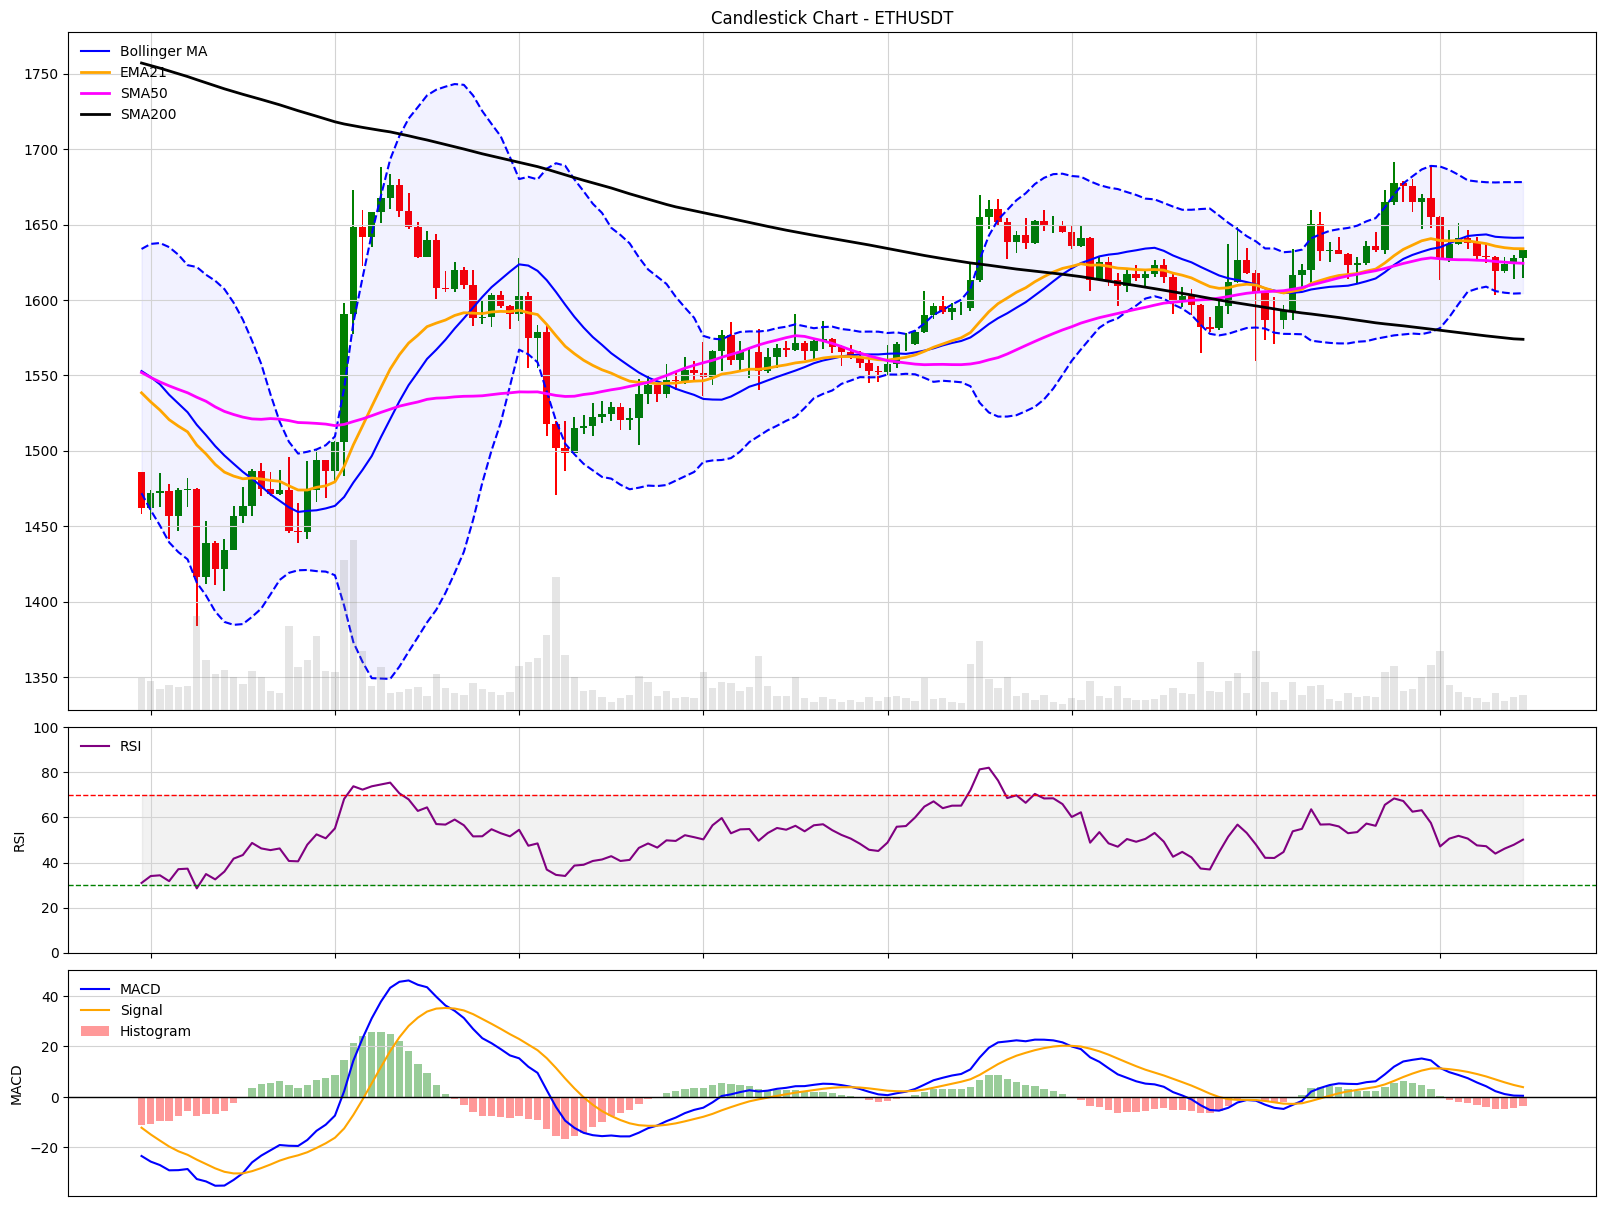 Candlestick Chart - ETHUSDT
Bollinger MA
EMA21
SMA50
SMA200
1750
1700
1650
1600
1550
1500
1450
1400
1350
RSI
RSI
100
80
60
40
20
0
MACD
Signal
Histogram
MACD
40
20
0
−20